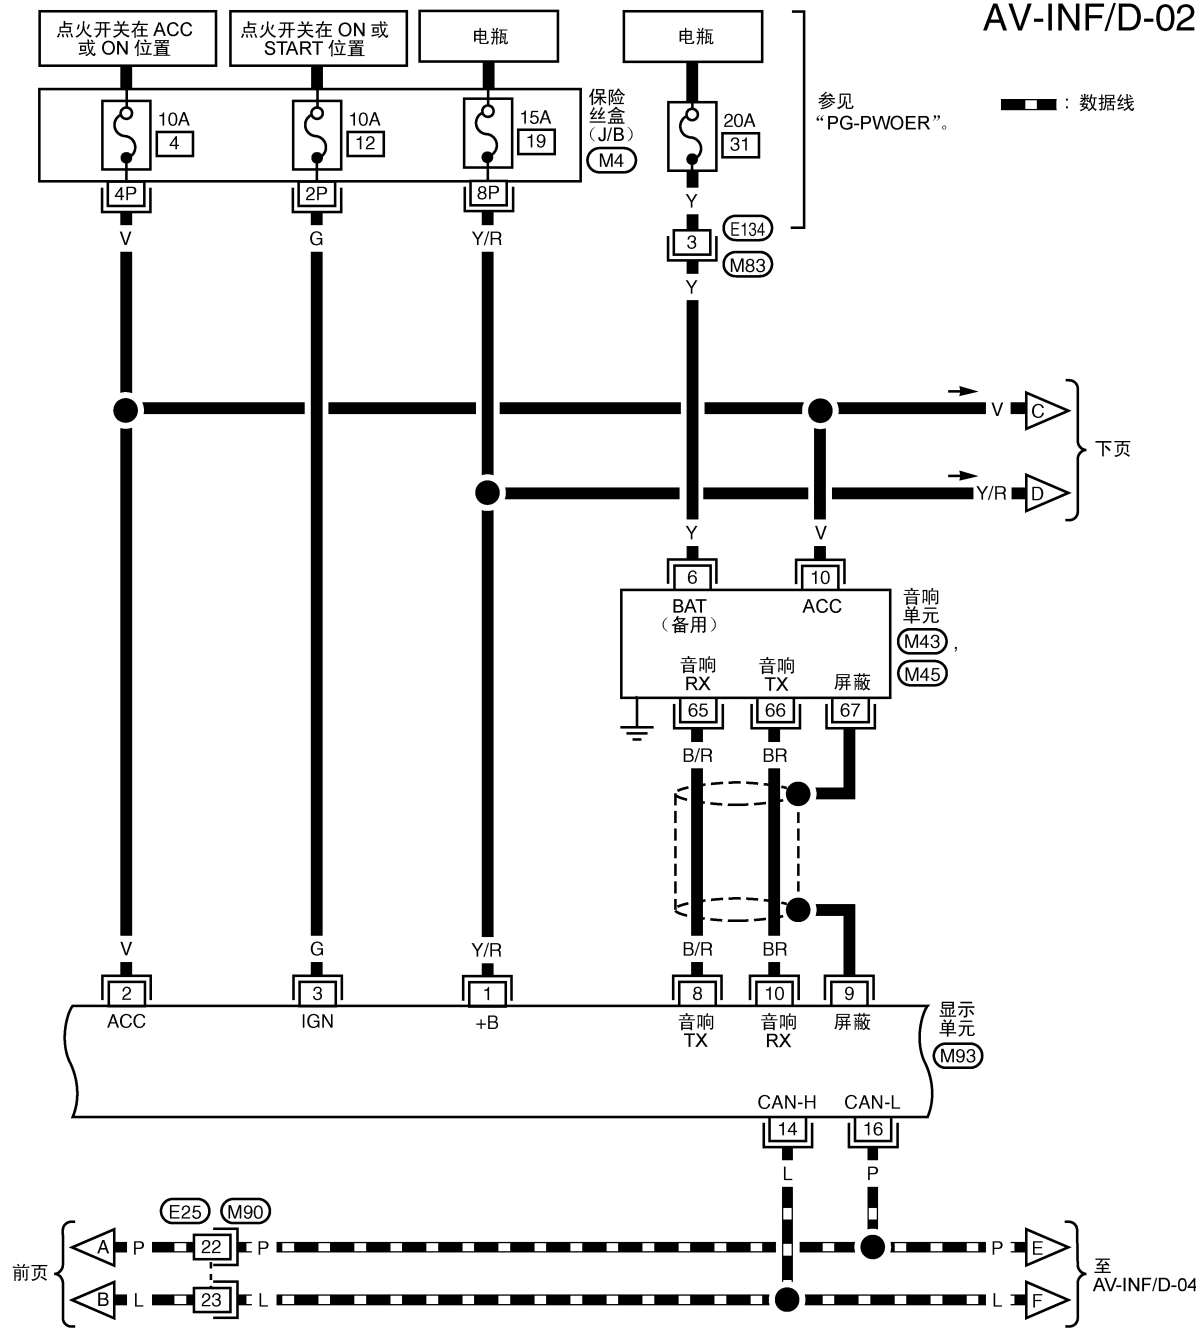 AV-INF/D-02
点火开关在 ACC
或 ON 位置
点火开关在 ON 或
START 位置
电瓶
电瓶
参见
“PG-PWOER”。
: 数据线
10A
4
10A
12
15A
19
保险
丝盒
(J/B)
M4
20A
31
4P
2P
8P
Y
V
G
Y/R
3
E134
M83
Y
V
C
下页
Y/R
D
Y
V
6
10
BAT
(备用)
ACC
音响
单元
M43 ,
M45
音响
RX
音响
TX
屏蔽
65
66
67
B/R
BR
V
G
Y/R
B/R
BR
2
3
1
8
10
9
ACC
IGN
+B
音响
TX
音响
RX
屏蔽
显示
单元
M93
CAN-H
CAN-L
14
16
L
P
E25
M90
前页
A
P
22
P
P
E
B
L
23
L
L
F
至
AV-INF/D-04